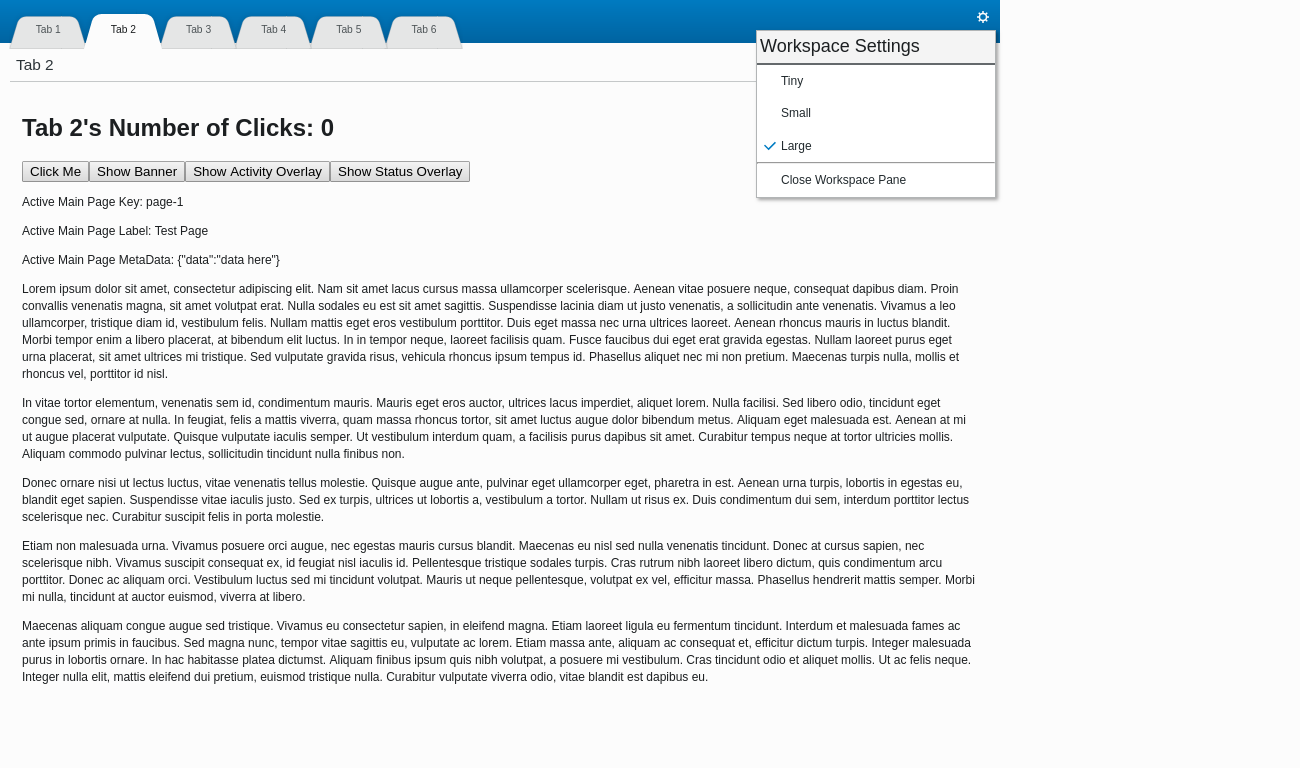 Tab 1
Tab 2
Tab 3
Tab 4
Tab 5
Tab 6
Tab 2
Workspace Settings
Tiny
Small
Large
Close Workspace Pane
Tab 2's Number of Clicks: 0
Click Me
Show Banner
Show Activity Overlay
Show Status Overlay
Active Main Page Key: page-1
Active Main Page Label: Test Page
Active Main Page MetaData: {"data":"data here"}
Lorem ipsum dolor sit amet, consectetur adipiscing elit. Nam sit amet lacus cursus massa ullamcorper scelerisque. Aenean vitae posuere neque, consequat dapibus diam. Proin
convallis venenatis magna, sit amet volutpat erat. Nulla sodales eu est sit amet sagittis. Suspendisse lacinia diam ut justo venenatis, a sollicitudin ante venenatis. Vivamus a leo
ullamcorper, tristique diam id, vestibulum felis. Nullam mattis eget eros vestibulum porttitor. Duis eget massa nec urna ultrices laoreet. Aenean rhoncus mauris in luctus blandit.
Morbi tempor enim a libero placerat, at bibendum elit luctus. In in tempor neque, laoreet facilisis quam. Fusce faucibus dui eget erat gravida egestas. Nullam laoreet purus eget
urna placerat, sit amet ultrices mi tristique. Sed vulputate gravida risus, vehicula rhoncus ipsum tempus id. Phasellus aliquet nec mi non pretium. Maecenas turpis nulla, mollis et
rhoncus vel, porttitor id nisl.
In vitae tortor elementum, venenatis sem id, condimentum mauris. Mauris eget eros auctor, ultrices lacus imperdiet, aliquet lorem. Nulla facilisi. Sed libero odio, tincidunt eget
congue sed, ornare at nulla. In feugiat, felis a mattis viverra, quam massa rhoncus tortor, sit amet luctus augue dolor bibendum metus. Aliquam eget malesuada est. Aenean at mi
ut augue placerat vulputate. Quisque vulputate iaculis semper. Ut vestibulum interdum quam, a facilisis purus dapibus sit amet. Curabitur tempus neque at tortor ultricies mollis.
Aliquam commodo pulvinar lectus, sollicitudin tincidunt nulla finibus non.
Donec ornare nisi ut lectus luctus, vitae venenatis tellus molestie. Quisque augue ante, pulvinar eget ullamcorper eget, pharetra in est. Aenean urna turpis, lobortis in egestas eu,
blandit eget sapien. Suspendisse vitae iaculis justo. Sed ex turpis, ultrices ut lobortis a, vestibulum a tortor. Nullam ut risus ex. Duis condimentum dui sem, interdum porttitor lectus
scelerisque nec. Curabitur suscipit felis in porta molestie.
Etiam non malesuada urna. Vivamus posuere orci augue, nec egestas mauris cursus blandit. Maecenas eu nisl sed nulla venenatis tincidunt. Donec at cursus sapien, nec
scelerisque nibh. Vivamus suscipit consequat ex, id feugiat nisl iaculis id. Pellentesque tristique sodales turpis. Cras rutrum nibh laoreet libero dictum, quis condimentum arcu
porttitor. Donec ac aliquam orci. Vestibulum luctus sed mi tincidunt volutpat. Mauris ut neque pellentesque, volutpat ex vel, efficitur massa. Phasellus hendrerit mattis semper. Morbi
mi nulla, tincidunt at auctor euismod, viverra at libero.
Maecenas aliquam congue augue sed tristique. Vivamus eu consectetur sapien, in eleifend magna. Etiam laoreet ligula eu fermentum tincidunt. Interdum et malesuada fames ac
ante ipsum primis in faucibus. Sed magna nunc, tempor vitae sagittis eu, vulputate ac lorem. Etiam massa ante, aliquam ac consequat et, efficitur dictum turpis. Integer malesuada
purus in lobortis ornare. In hac habitasse platea dictumst. Aliquam finibus ipsum quis nibh volutpat, a posuere mi vestibulum. Cras tincidunt odio et aliquet mollis. Ut ac felis neque.
Integer nulla elit, mattis eleifend dui pretium, euismod tristique nulla. Curabitur vulputate viverra odio, vitae blandit est dapibus eu.